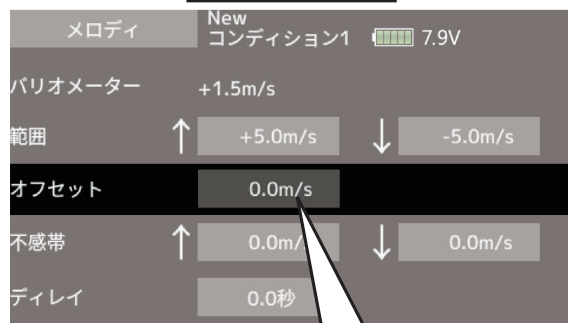 メロディ
New
コンディション1 7.9V
バリオメーター +1.5m/s
範囲 ↑ +5.0m/s ↓ -5.0m/s
オフセット 0.0m/s
不感帯 ↑ 0.0m/s ↓ 0.0m/s
ディレイ 0.0秒